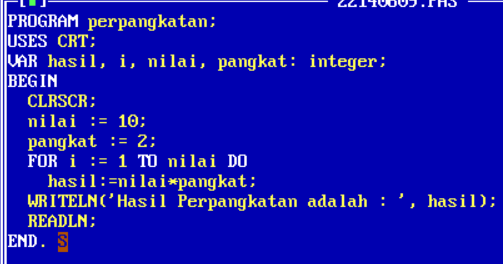 22140609.PAS
PROGRAM perpangkatan;
USES CRT;
VAR hasil, i, nilai, pangkat: integer;
BEGIN
  CLRSCR;
  nilai := 10;
  pangkat := 2;
  FOR i := 1 TO nilai DO
    hasil:=nilai*pangkat;
  WRITELN('Hasil Perpangkatan adalah : ', hasil);
  READLN;
END. S